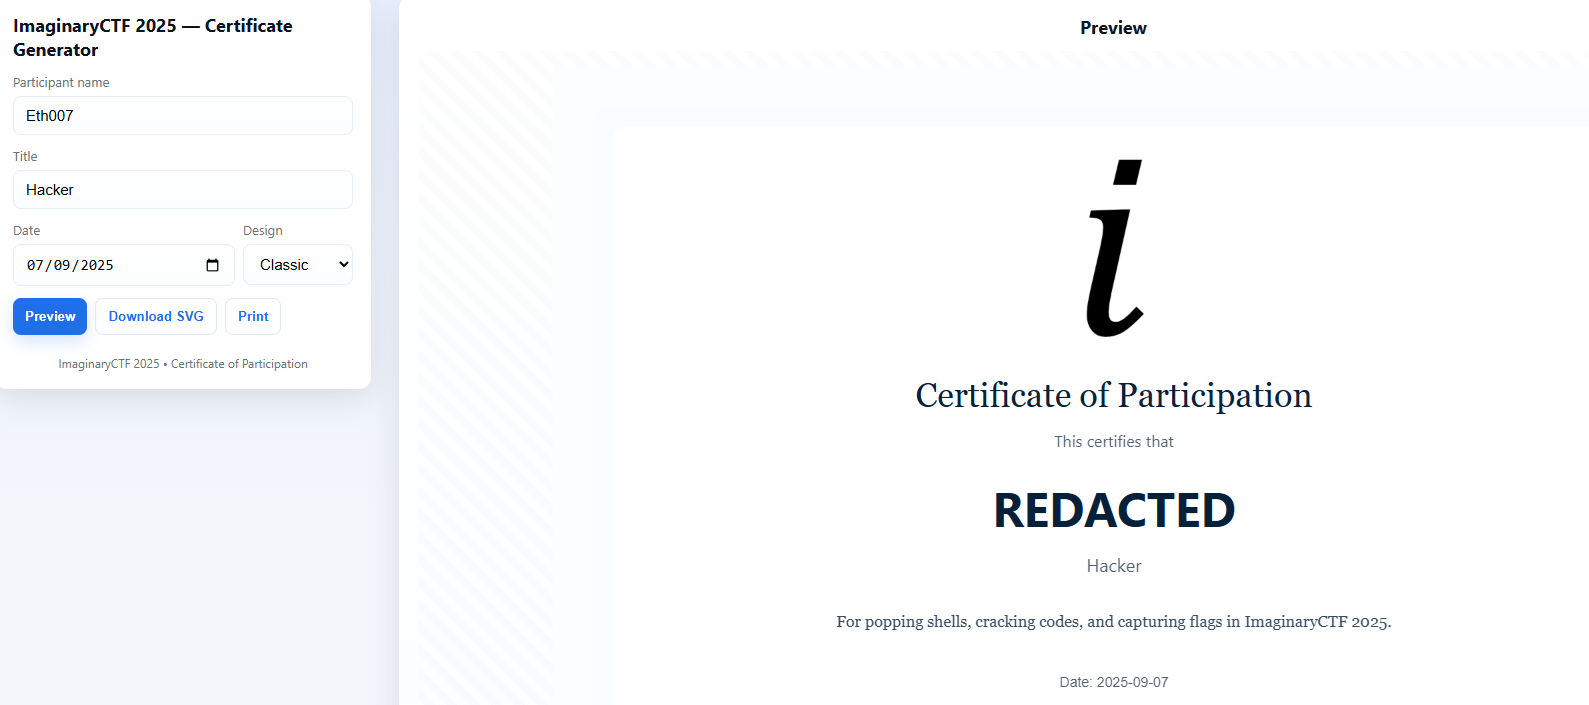 ImaginaryCTF 2025 — Certificate
Generator
Participant name
Eth007
Title
Hacker
Date
Design
07/09/2025
Classic
Preview
Download SVG
Print
ImaginaryCTF 2025 • Certificate of Participation
Preview
i
Certificate of Participation
This certifies that
REDACTED
Hacker
For popping shells, cracking codes, and capturing flags in ImaginaryCTF 2025.
Date: 2025-09-07